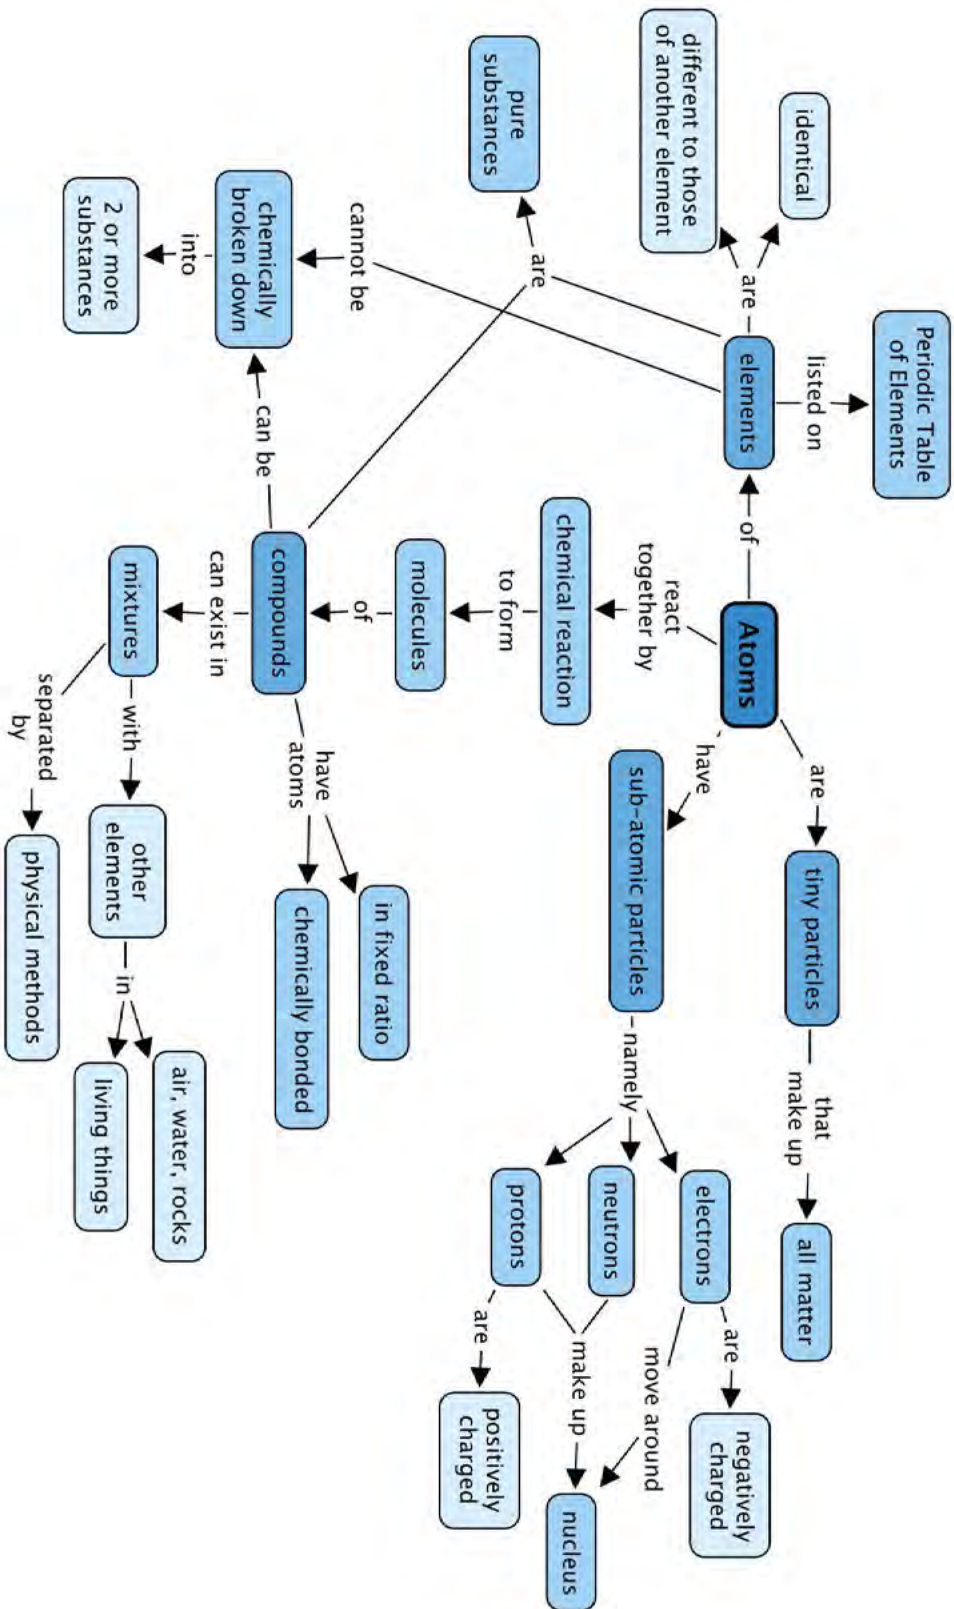 Periodic Table
of Elements
listed on
identical
different to those
of another element
are
elements
of
Atoms
are
tiny particles
that
make up
all matter
have
sub-atomic particles
namely
electrons
neutrons
protons
are
negatively
charged
move around
make up
nucleus
are
positively
charged
react
together by
chemical reaction
to form
molecules
of
compounds
pure
substances
are
cannot be
chemically
broken down
can be
into
2 or more
substances
have
atoms
in fixed ratio
chemically bonded
can exist in
mixtures
with
other
elements
in
air, water, rocks
living things
separated
by
physical methods